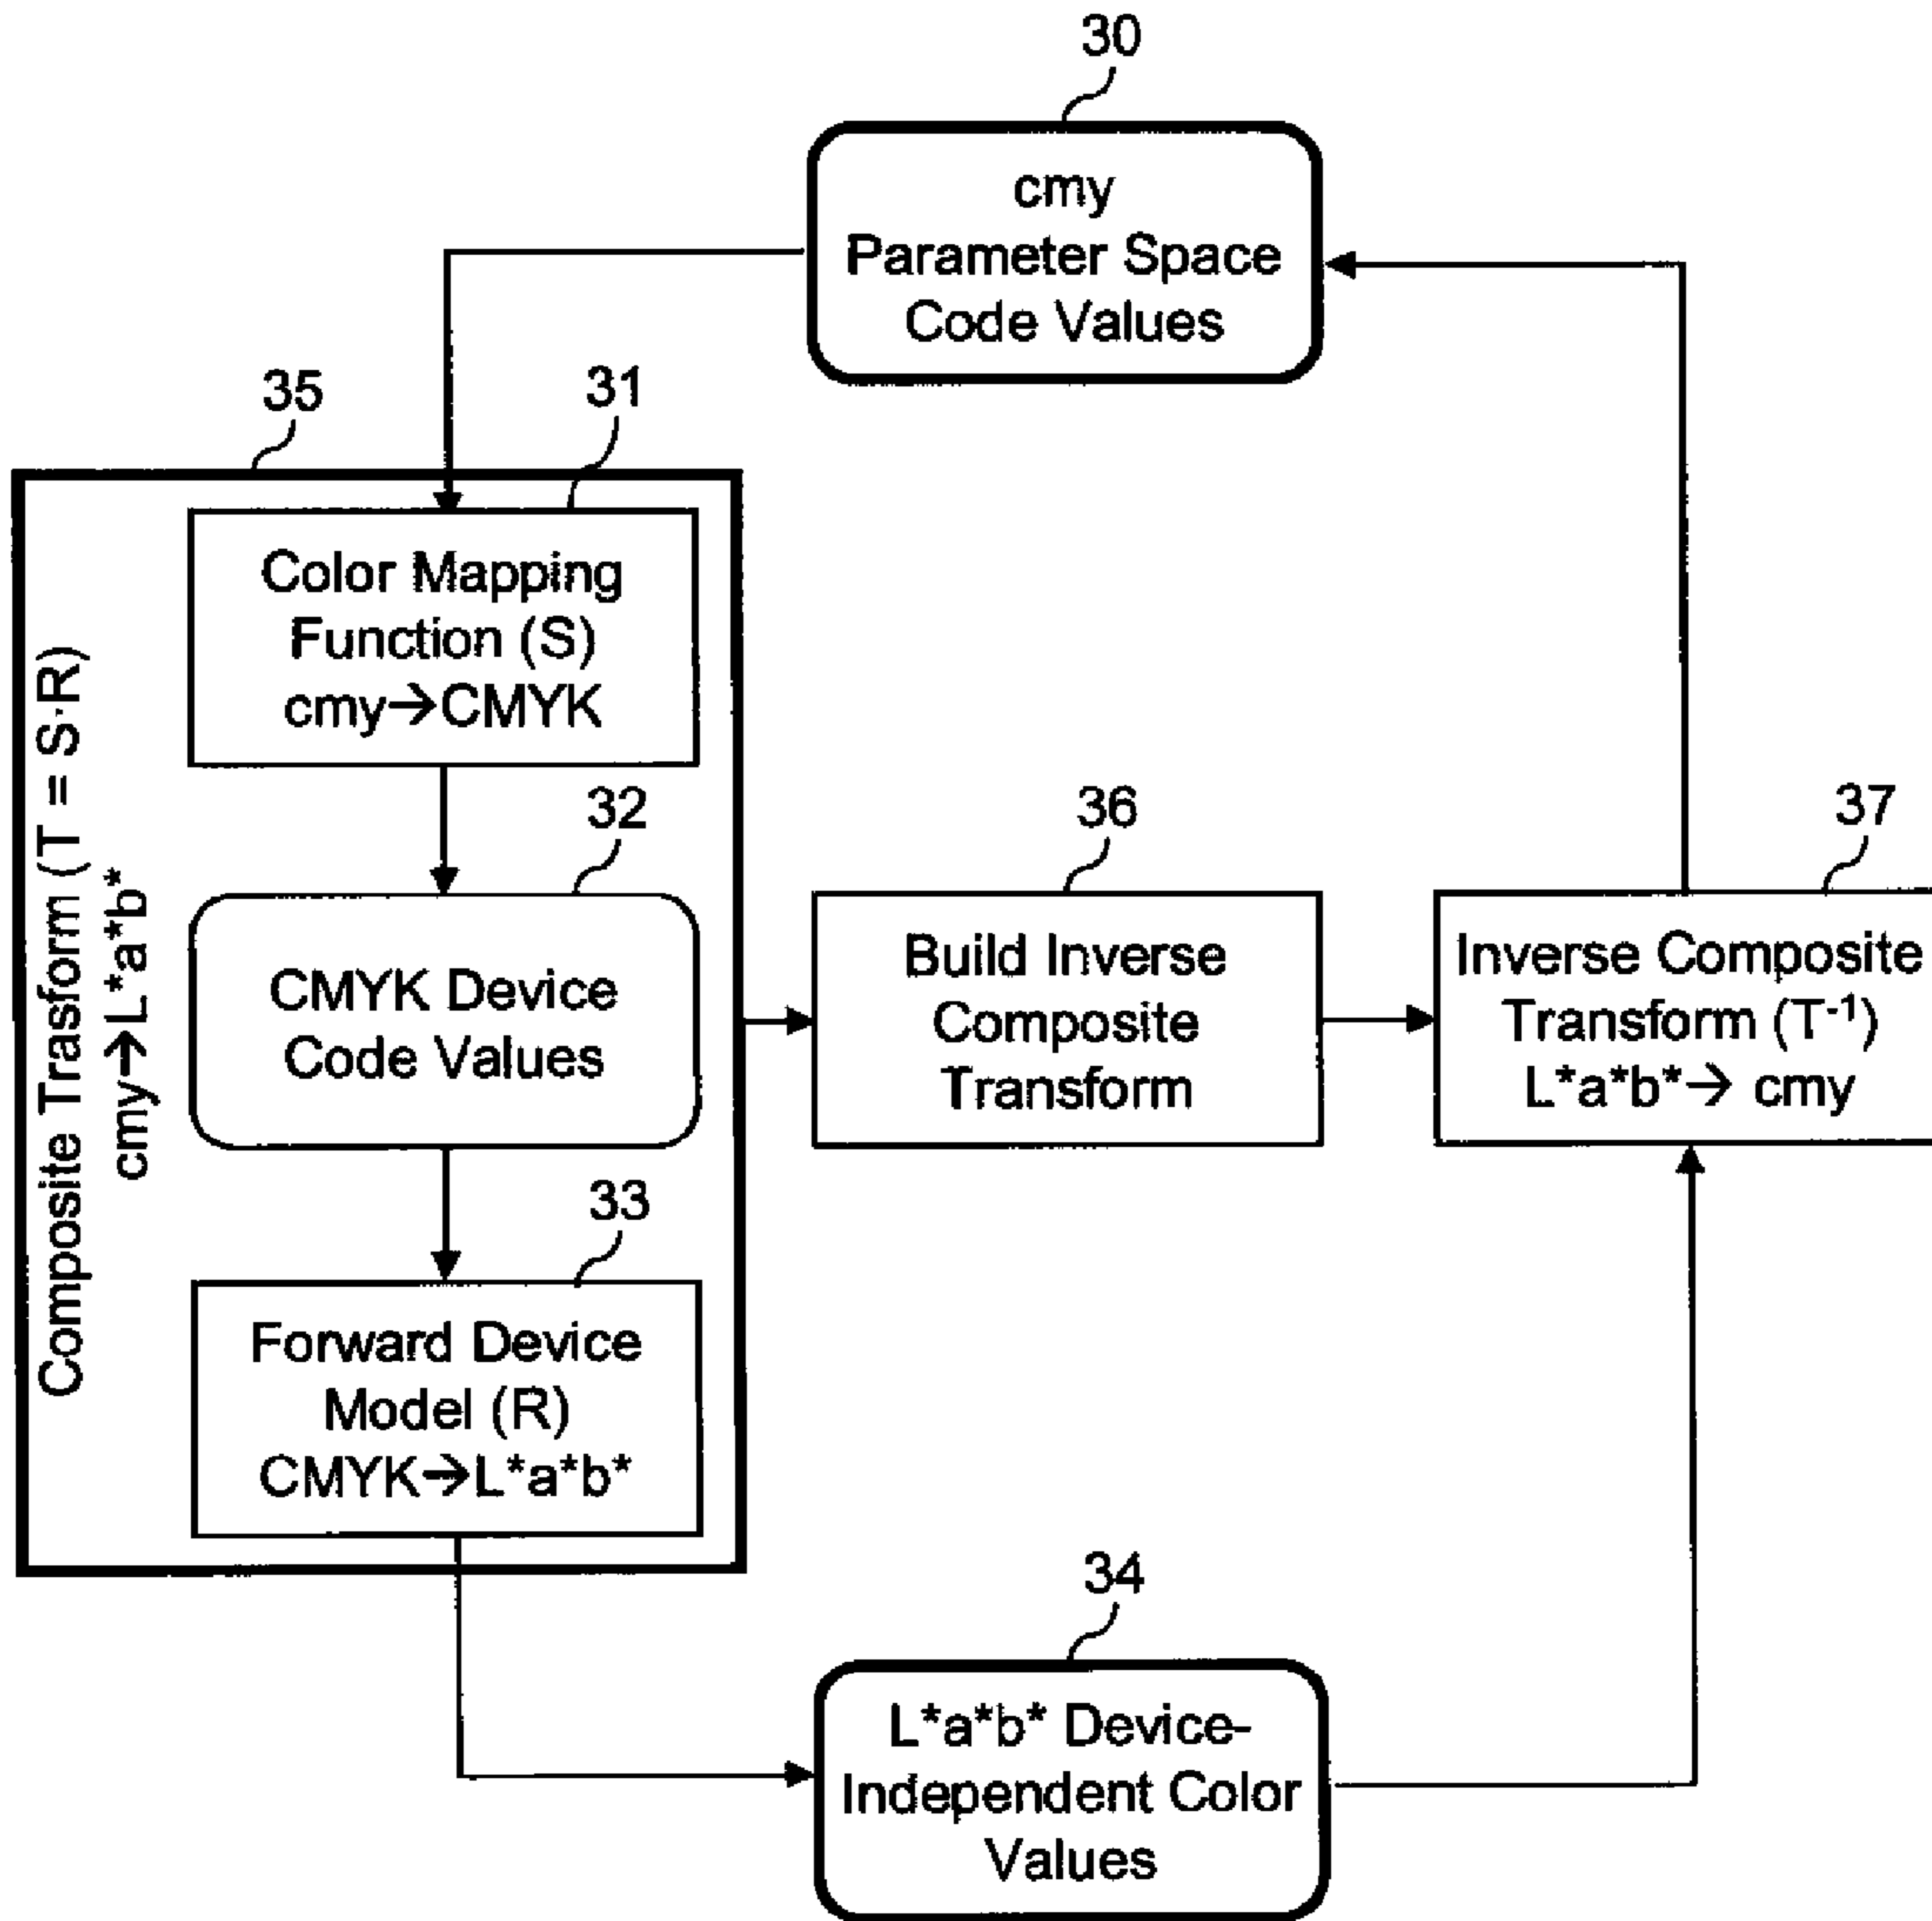 30
cmy
Parameter Space
Code Values
35
31
Composite Trasform (T = S·R)
cmy→L*a*b*
Color Mapping
Function (S)
cmy→CMYK
32
CMYK Device
Code Values
36
Build Inverse
Composite
Transform
37
Inverse Composite
Transform (T⁻¹)
L*a*b*→ cmy
33
Forward Device
Model (R)
CMYK→L*a*b*
34
L*a*b* Device-
Independent Color
Values